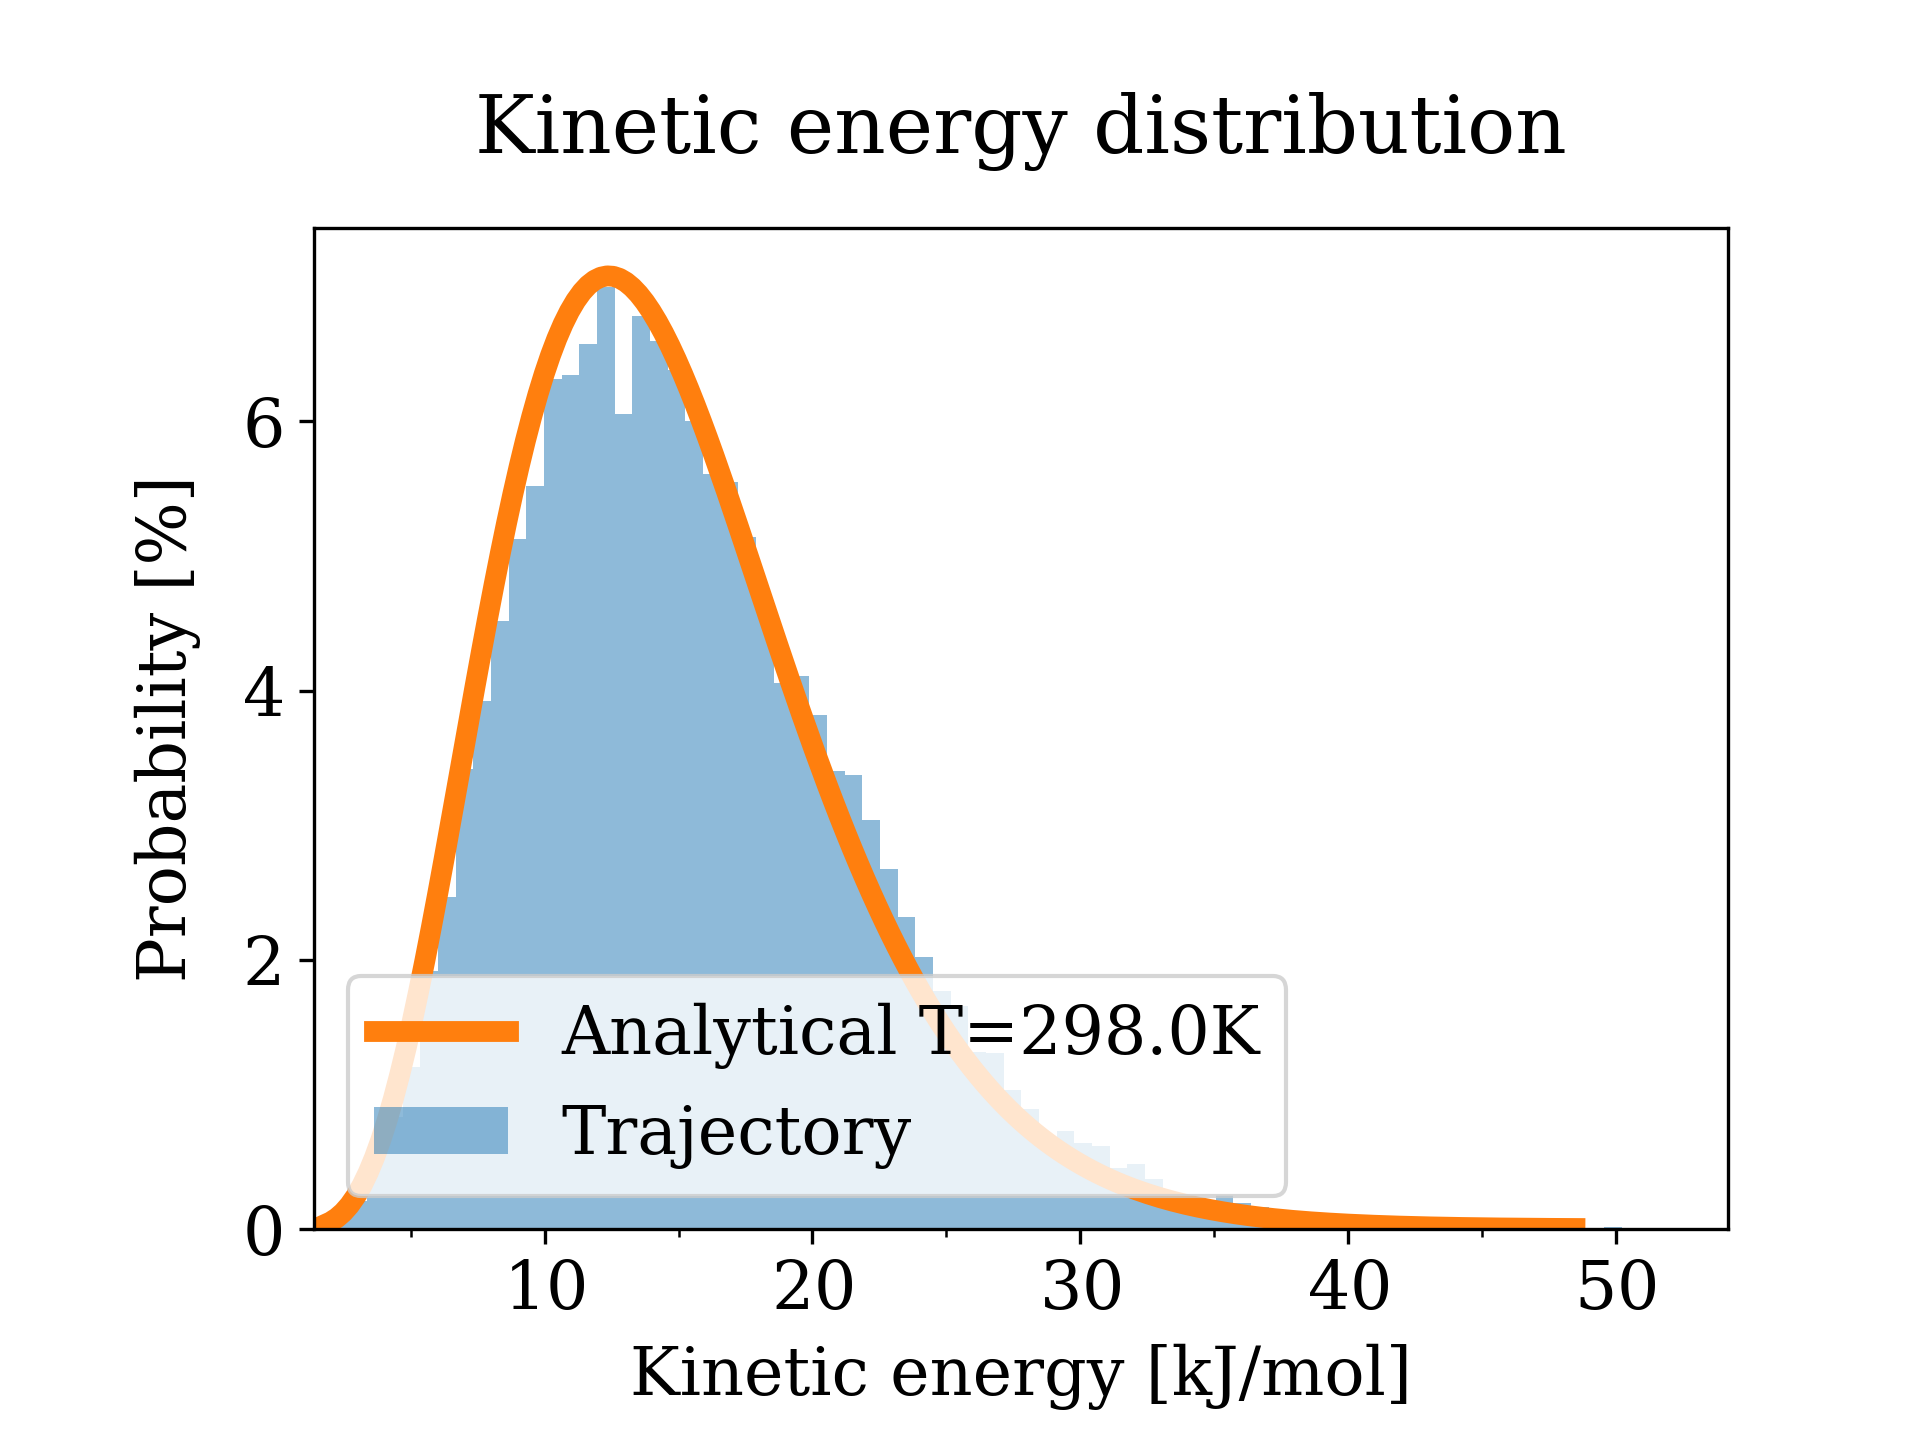 Kinetic energy distribution
Probability [%]
6
4
2
0
Analytical T=298.0K
Trajectory
10 20 30 40 50
Kinetic energy [kJ/mol]